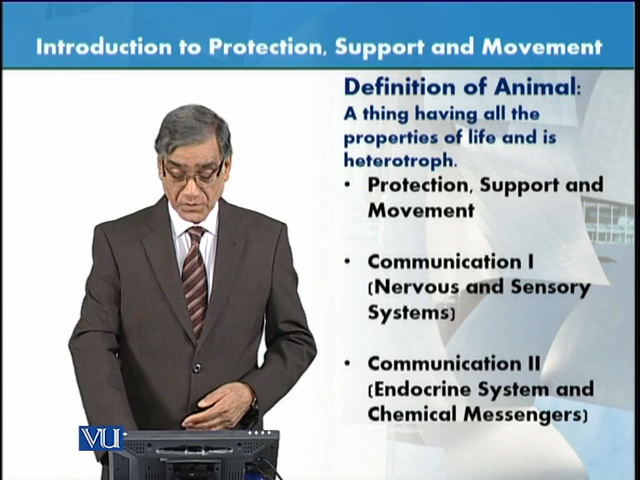 Introduction to Protection, Support and Movement
Definition of Animal:
A thing having all the
properties of life and is
heterotroph.
• Protection, Support and
Movement
• Communication I
(Nervous and Sensory
Systems)
• Communication II
(Endocrine System and
Chemical Messengers)
VU